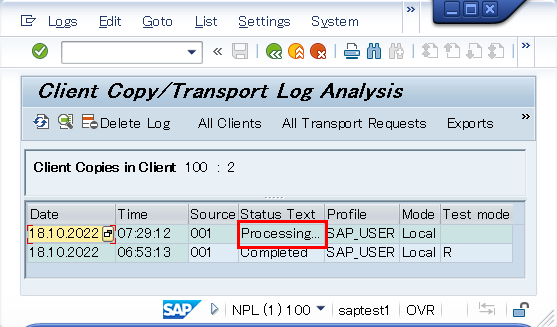 Logs Edit Goto List Settings System »
«
»
Client Copy/Transport Log Analysis
Delete Log All Clients All Transport Requests Exports »
Client Copies in Client 100 : 2
Date Time Source Status Text Profile Mode Test mode
18.10.2022 07:29:12 001 Processing... SAP_USER Local
18.10.2022 06:53:13 001 Completed SAP_USER Local R
SAP NPL (1) 100 saptest1 OVR